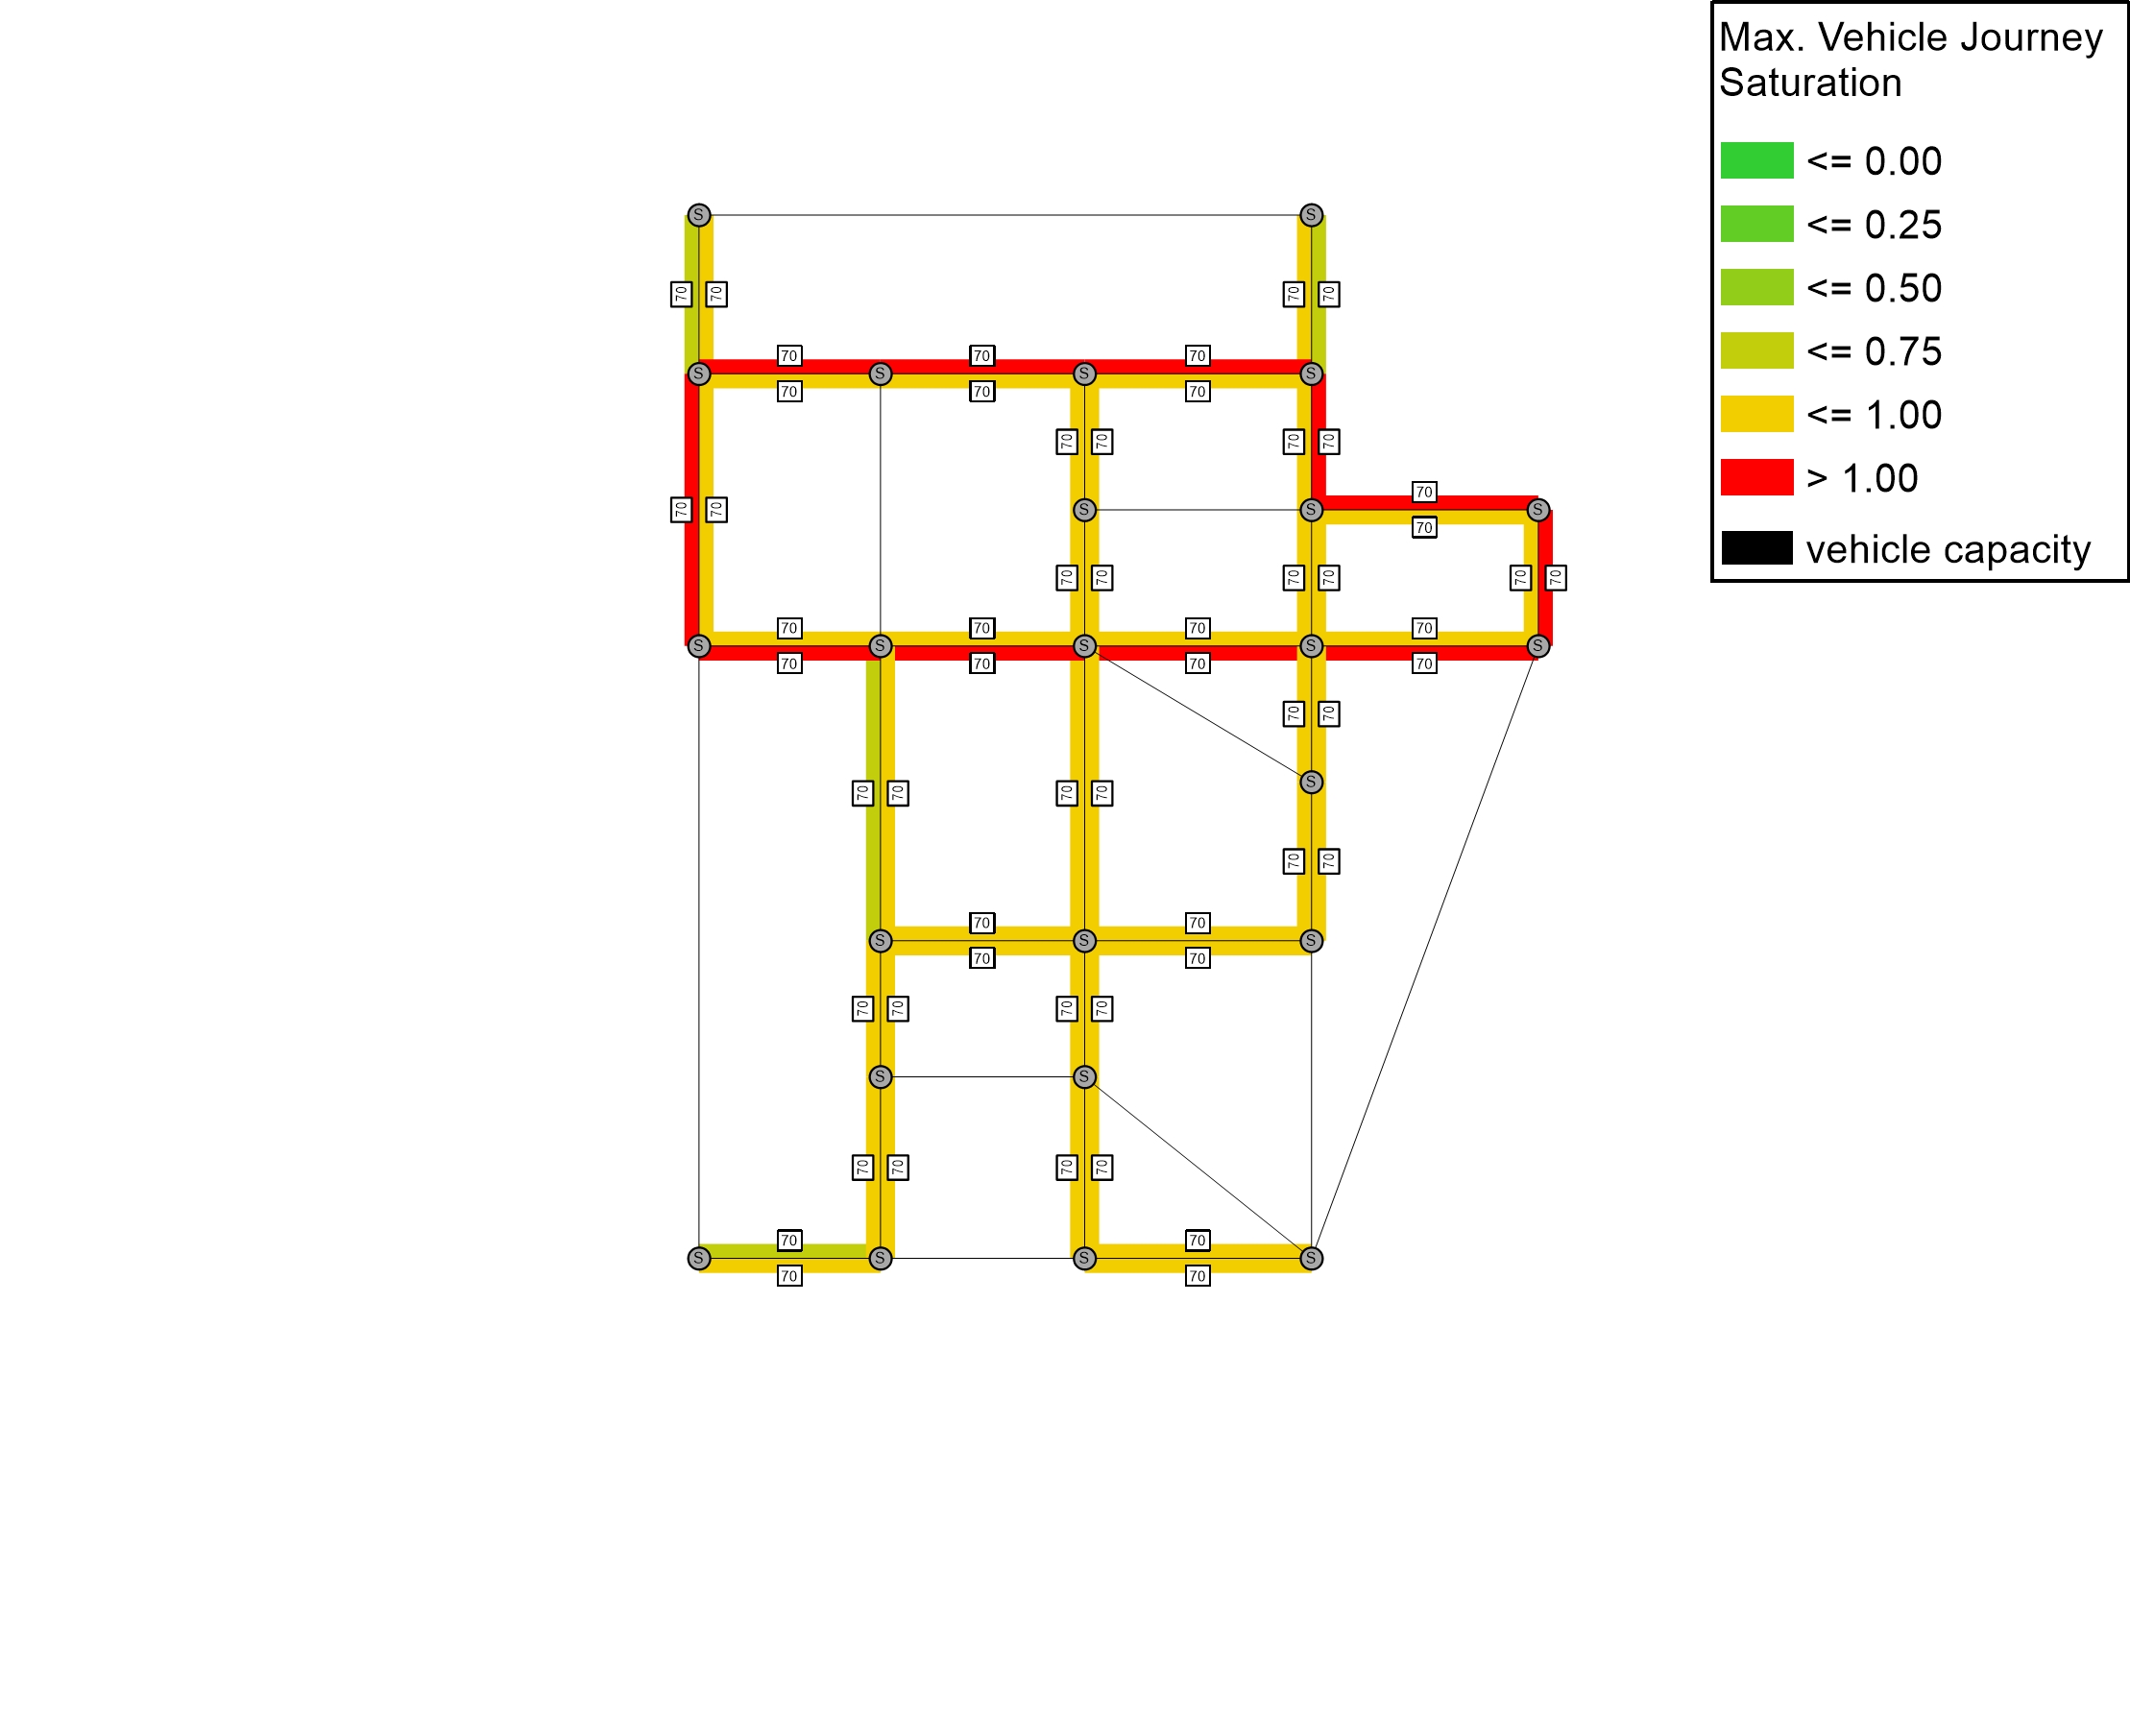 Max. Vehicle Journey
Saturation
<= 0.00
<= 0.25
<= 0.50
<= 0.75
<= 1.00
> 1.00
vehicle capacity
S S
70 70 70 70
70 70 70
S S S S
70 70 70
70 70 70 70
70
70 70 S S S
70
70 70 70 70 70 70
70 70 70 70
S S S S S
70 70 70 70
70 70
S
70 70 70 70
70 70
70 70
S S S
70 70
70 70 70 70
S S
70 70 70 70
70 70
S S S S
70 70